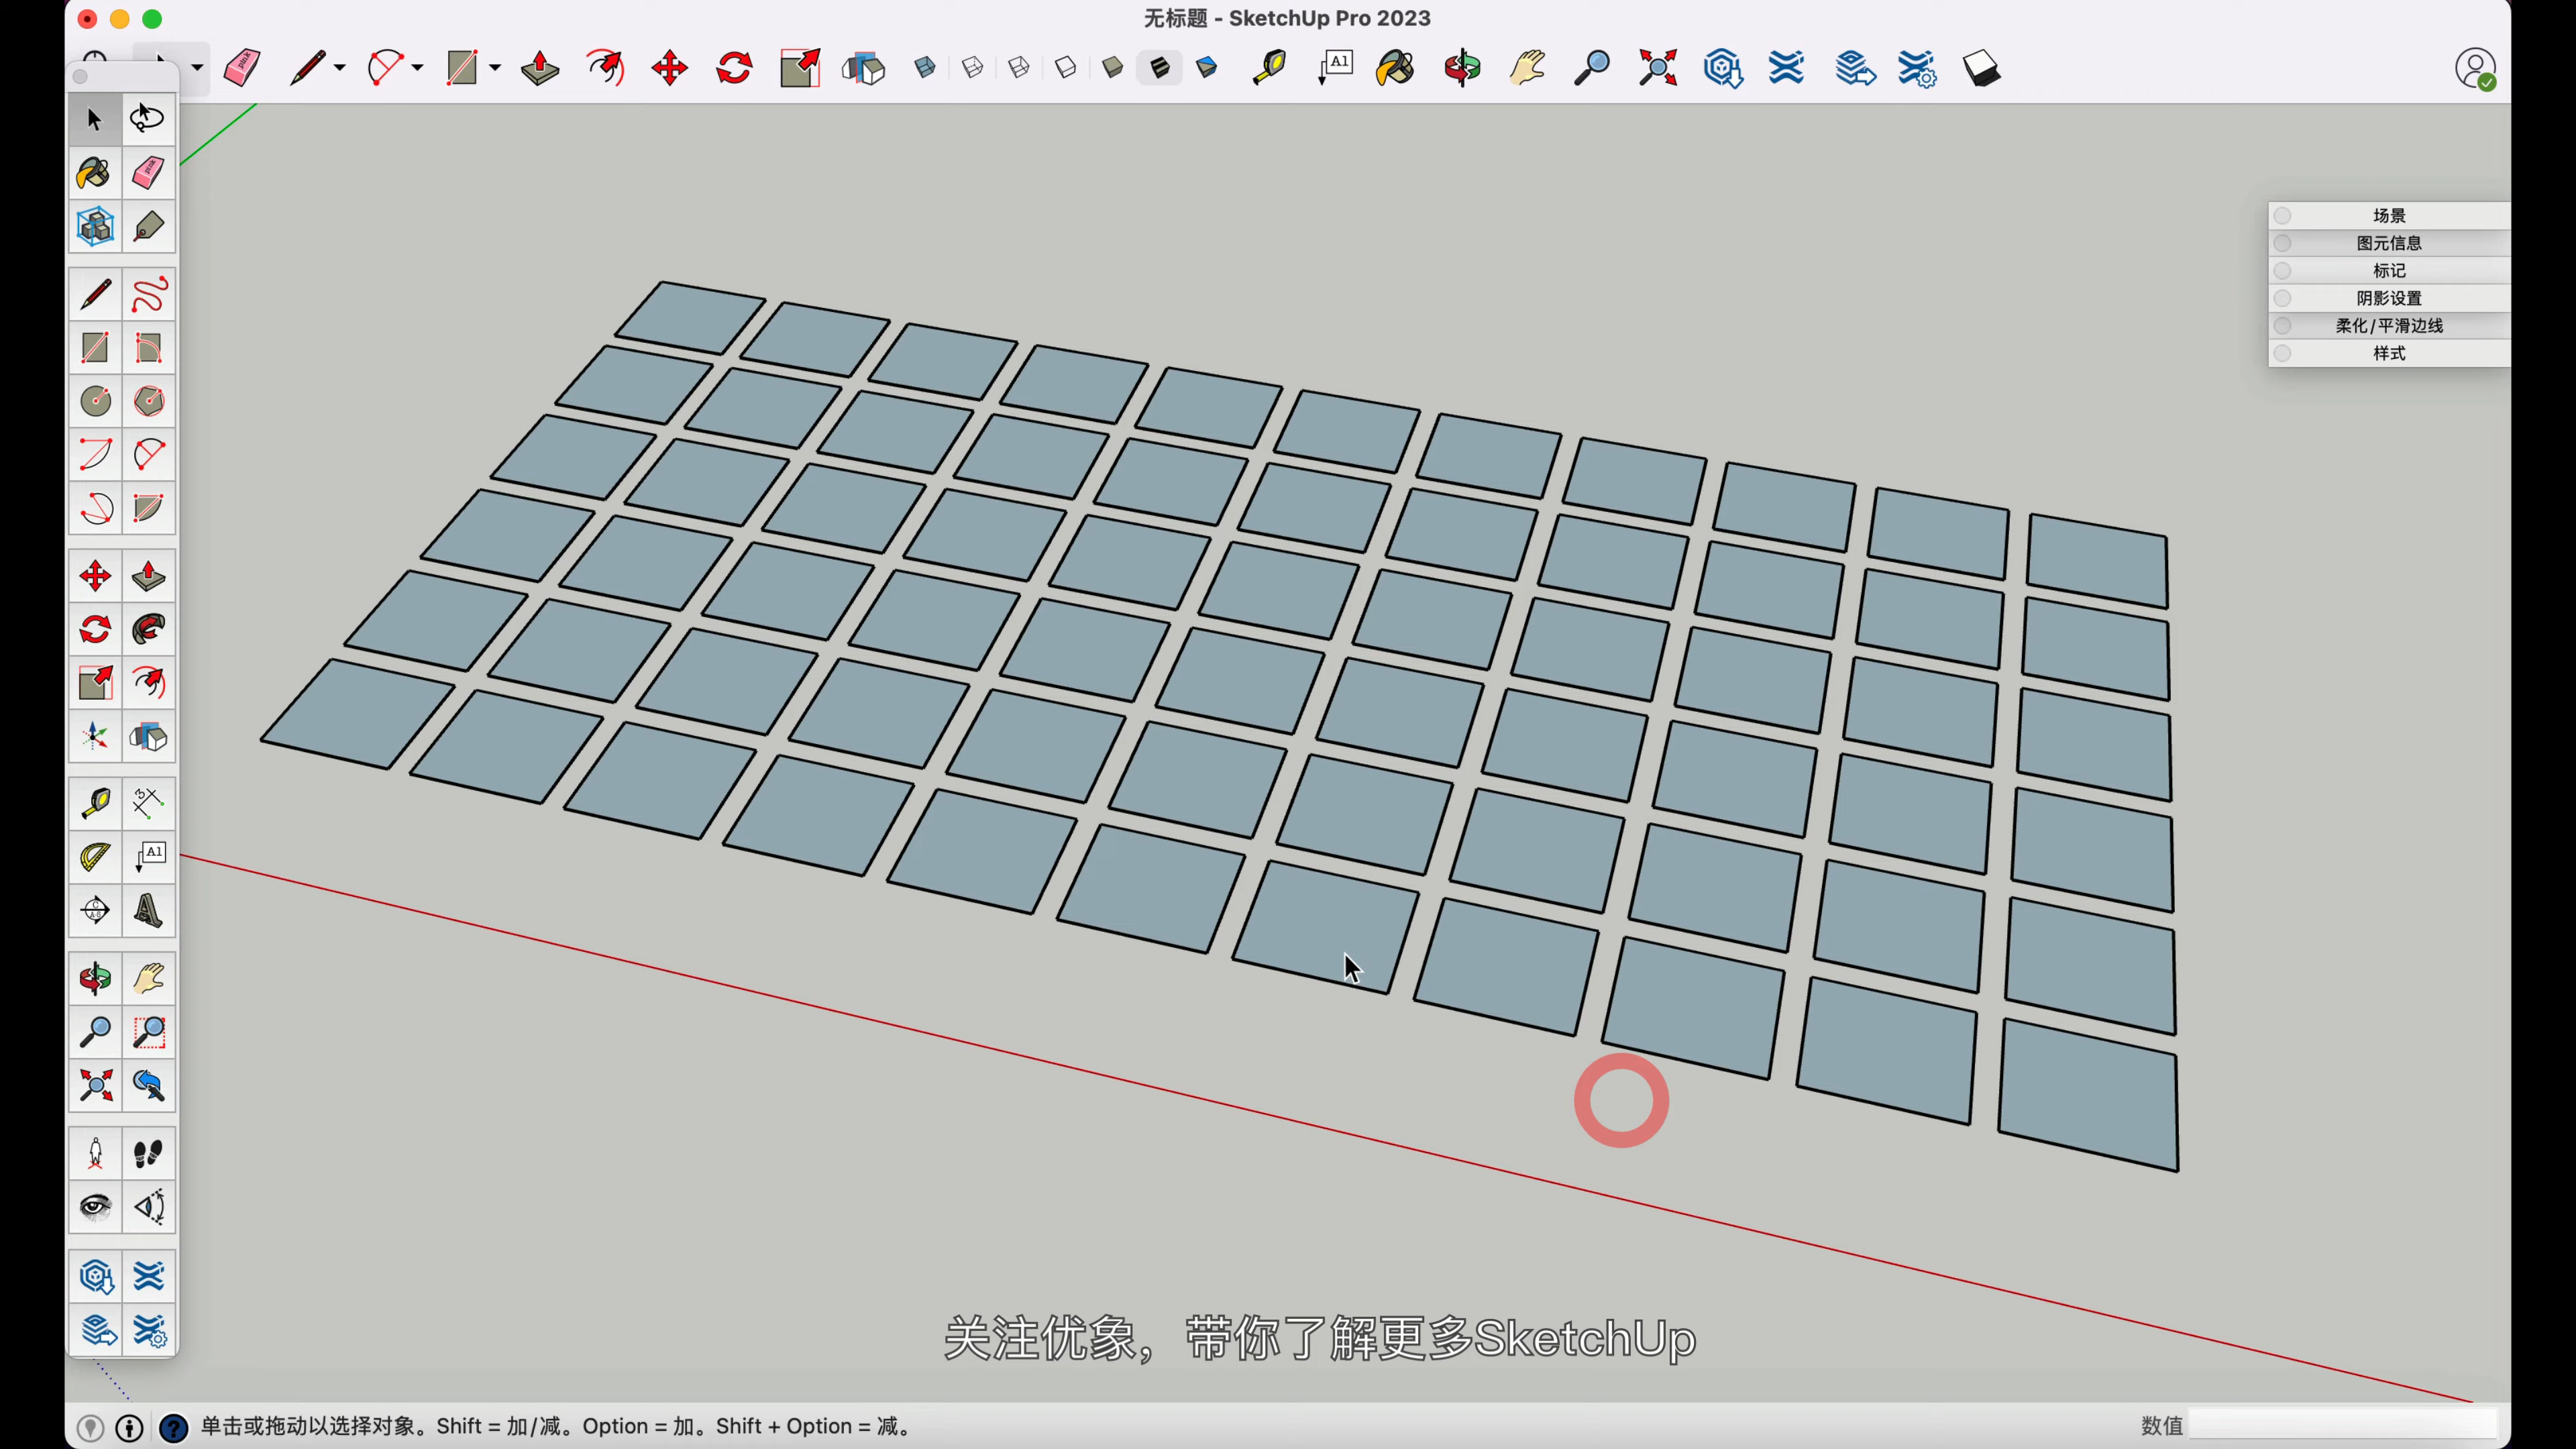 无标题 - SketchUp Pro 2023
A1
场景
图元信息
标记
阴影设置
柔化/平滑边线
样式
3
A1
关注优象，带你了解更多SketchUp
单击或拖动以选择对象。Shift = 加/减。Option = 加。Shift + Option = 减。
数值